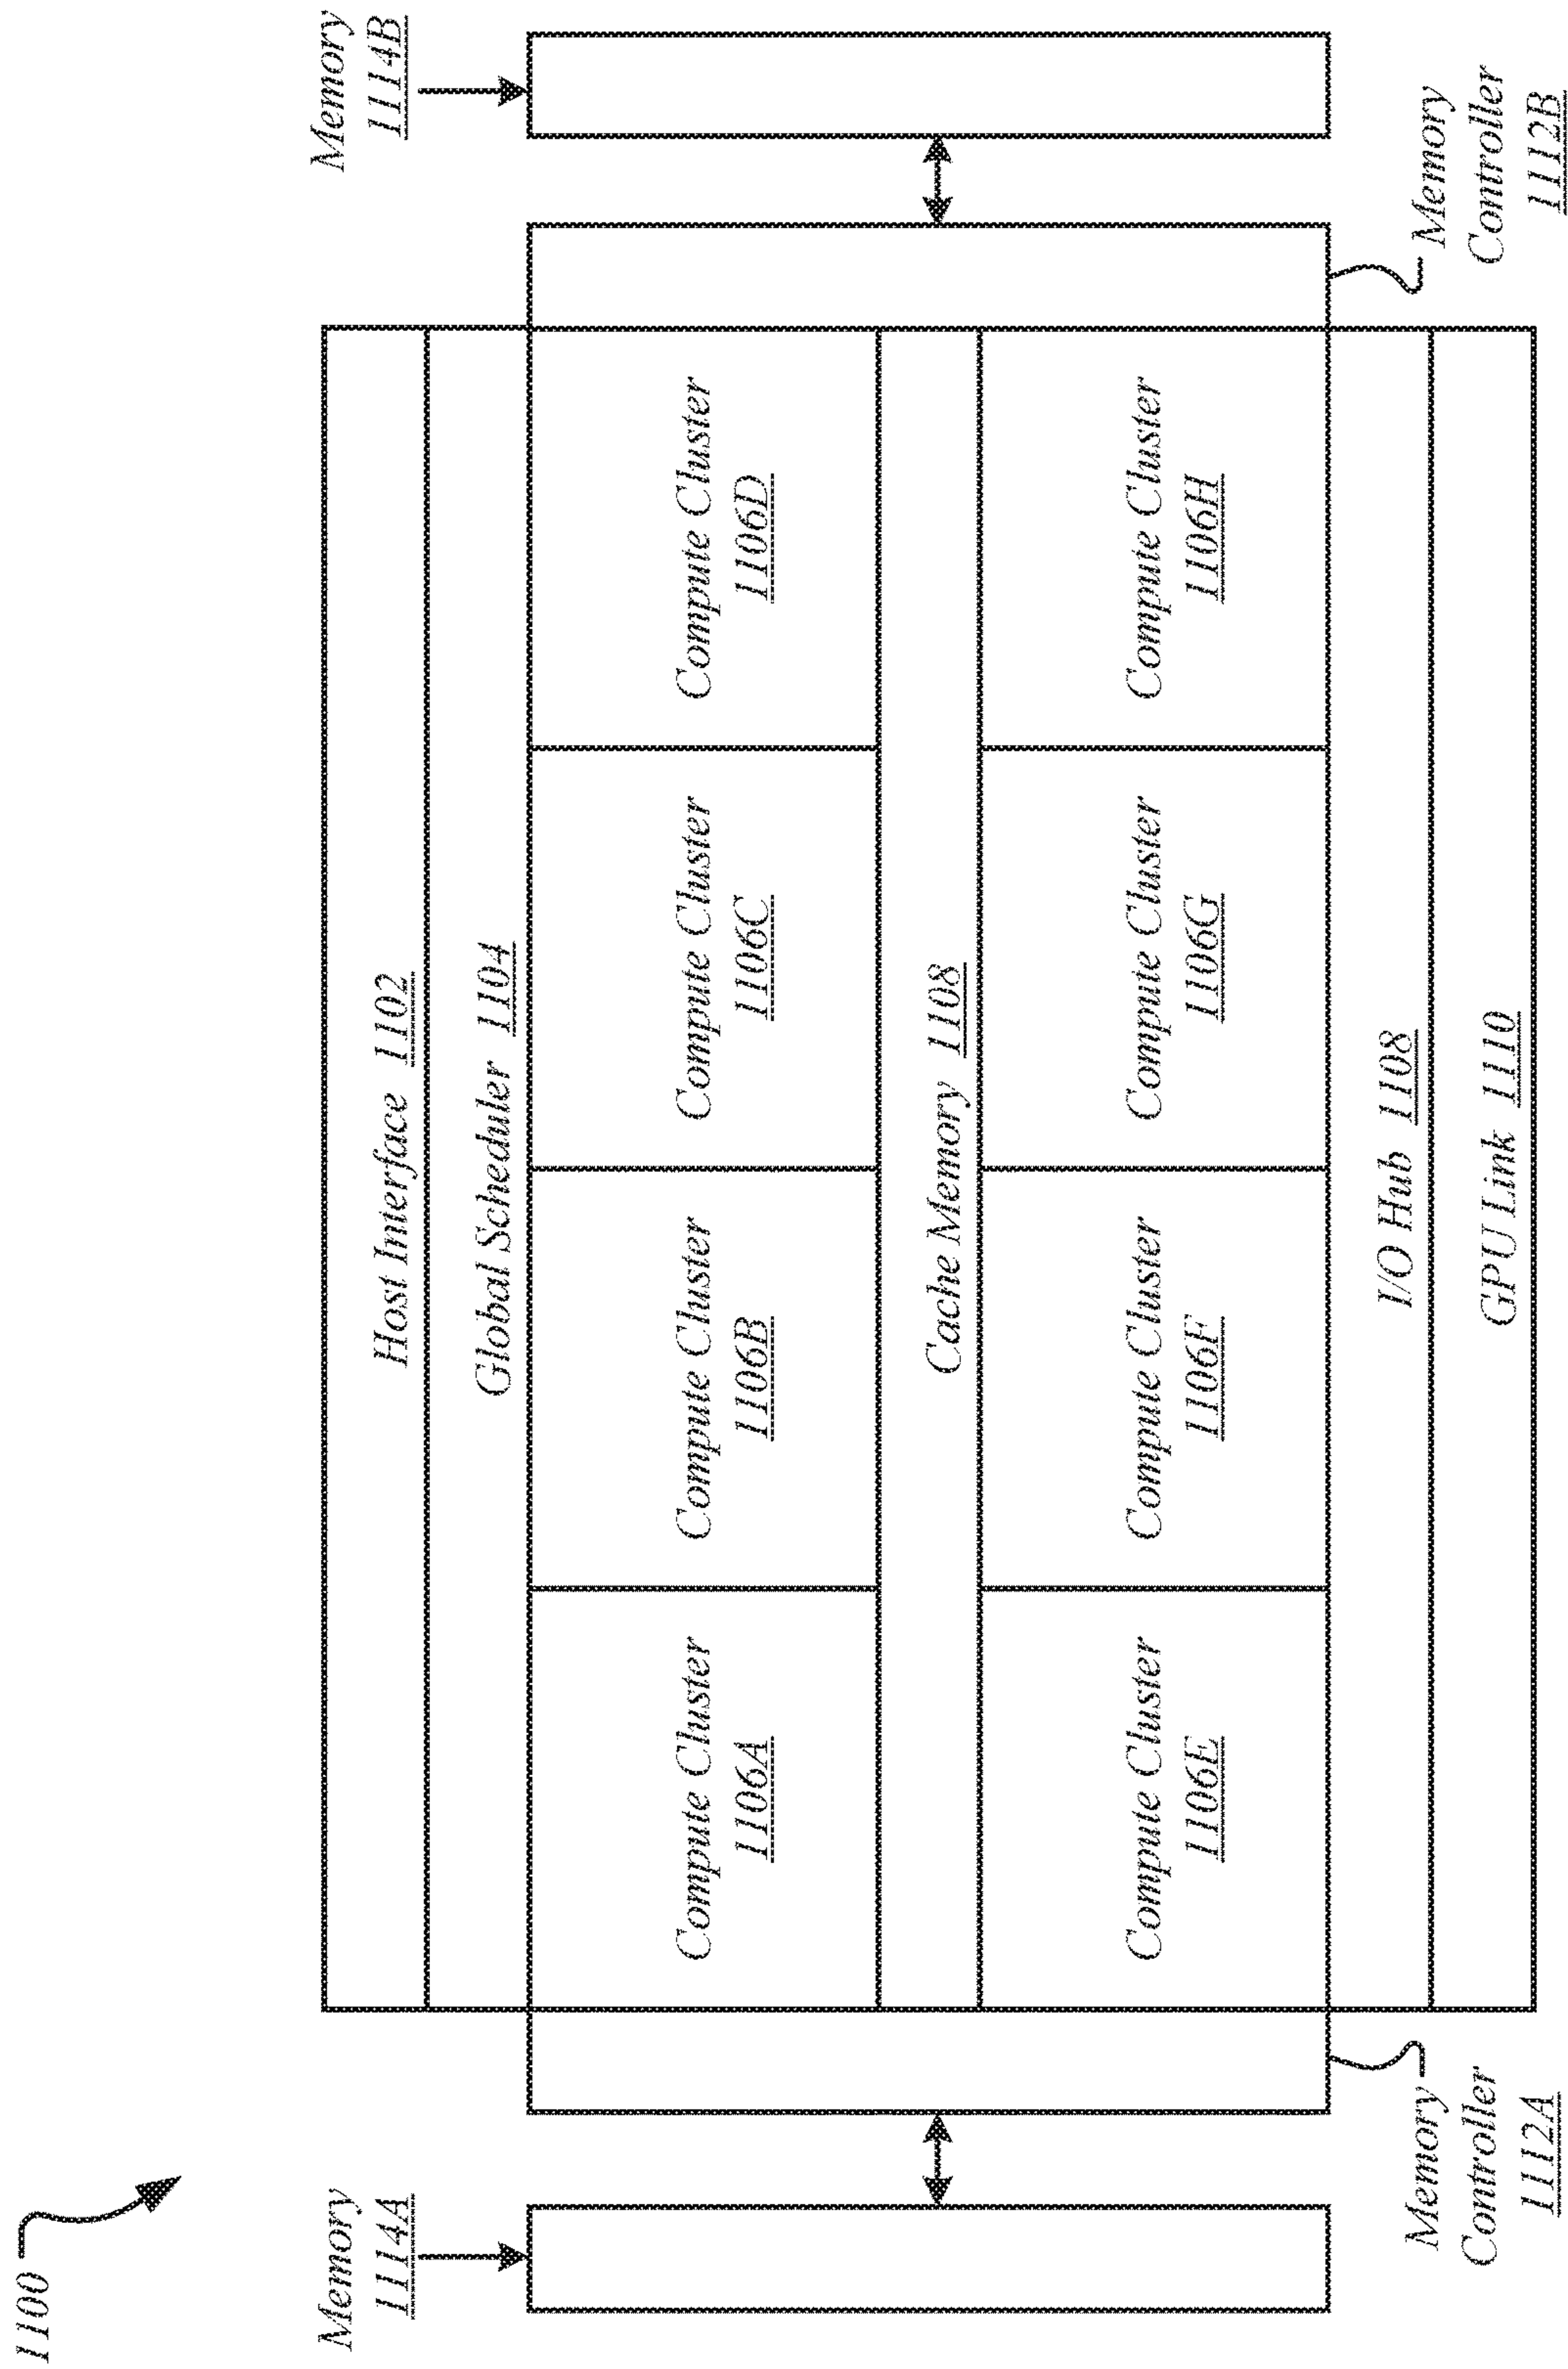 1100
Host Interface 1102
Global Scheduler 1104
Memory
1114A
Memory
1114B
Compute Cluster
1106A
Compute Cluster
1106B
Compute Cluster
1106C
Compute Cluster
1106D
Cache Memory 1108
Compute Cluster
1106E
Compute Cluster
1106F
Compute Cluster
1106G
Compute Cluster
1106H
I/O Hub 1108
GPU Link 1110
Memory
Controller
1112A
Memory
Controller
1112B